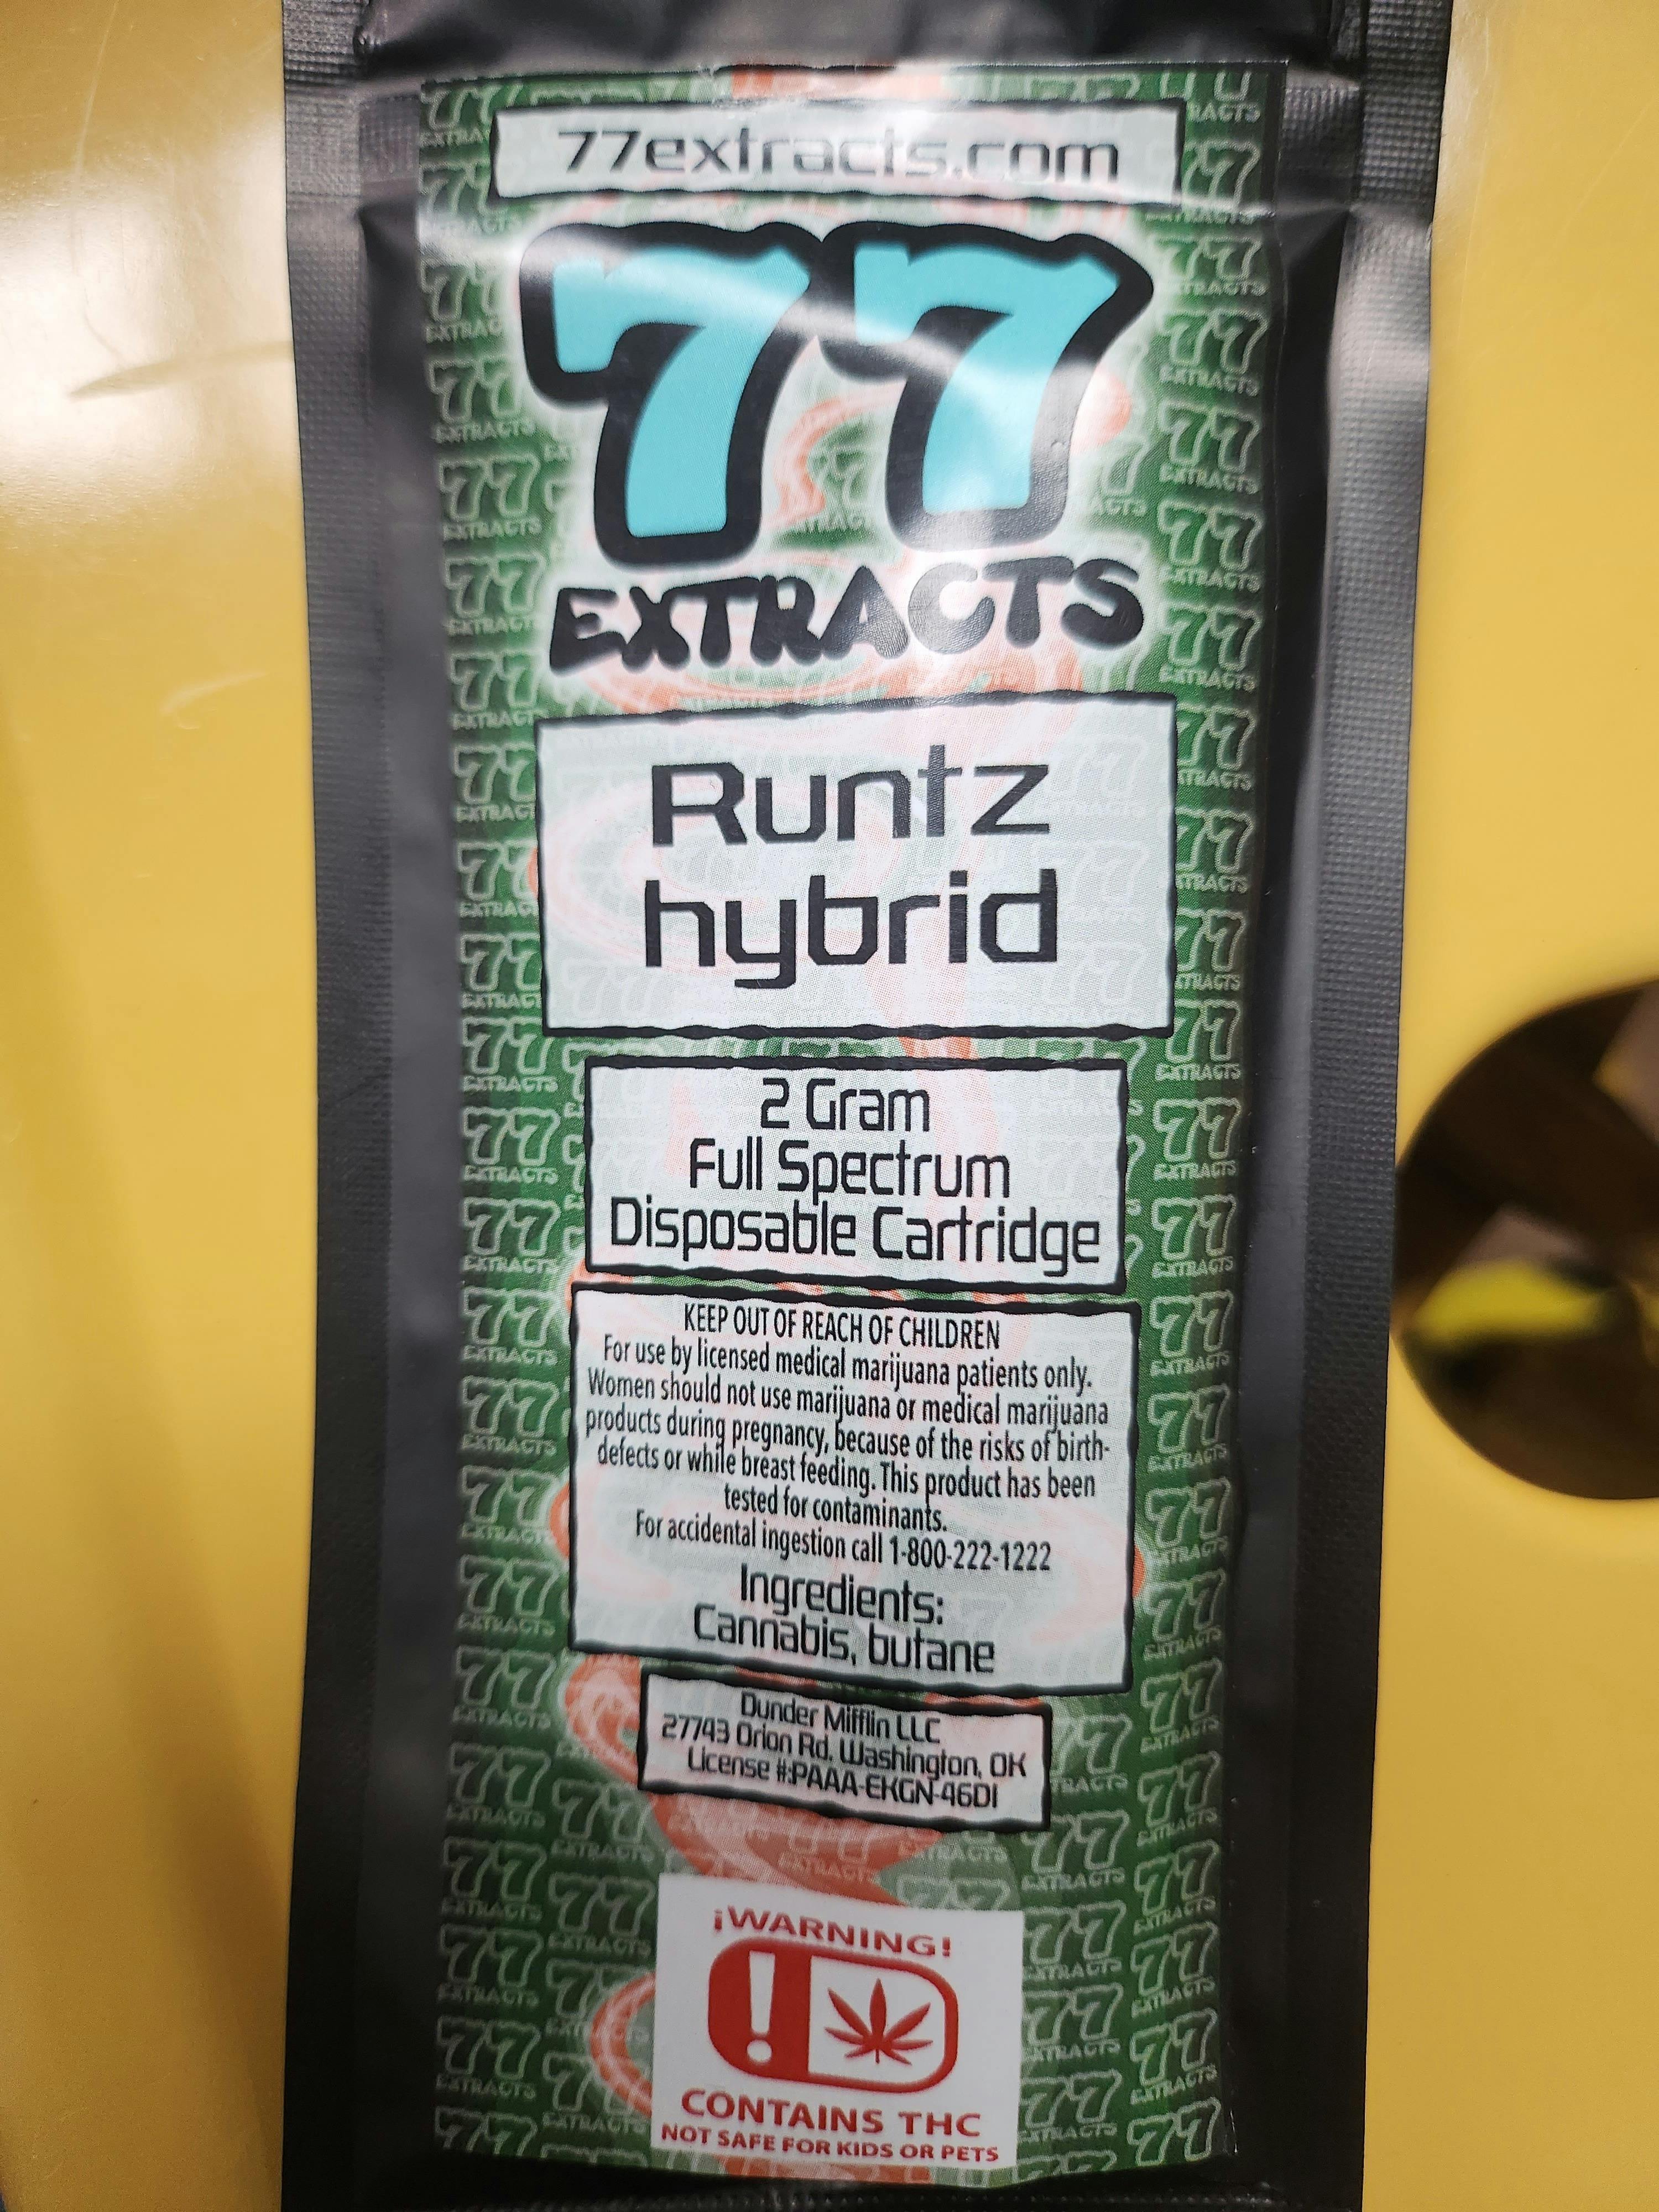 77extracts.com
77
EXTRACTS
Runtz
hybrid
2 Gram
Full Spectrum
Disposable Cartridge
KEEP OUT OF REACH OF CHILDREN
For use by licensed medical marijuana patients only.
Women should not use marijuana or medical marijuana
products during pregnancy, because of the risks of birth-
defects or while breast feeding. This product has been
tested for contaminants.
For accidental ingestion call 1-800-222-1222
Ingredients:
Cannabis, butane
Dunder Mifflin LLC
27743 Orion Rd. Washington, OK
License #:PAAA-EKGN-46DI
¡WARNING!
!
CONTAINS THC
NOT SAFE FOR KIDS OR PETS